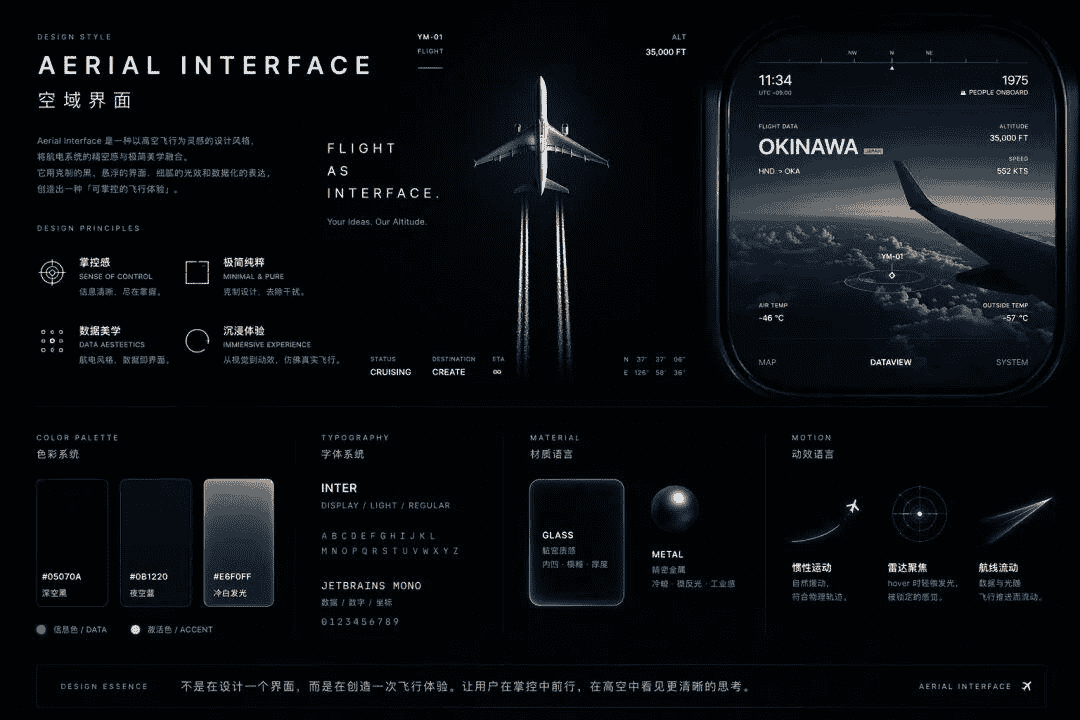 DESIGN STYLE
AERIAL INTERFACE
空域界面
Aerial Interface 是一种以高空飞行为灵感的设计风格,
将航电系统的精密感与极简美学融合。
它用克制的黑、悬浮的界面、细腻的光效和数据化的表达,
创造出一种「可掌控的飞行体验」。
DESIGN PRINCIPLES
掌控感
SENSE OF CONTROL
信息清晰, 尽在掌握。
极简纯粹
MINIMAL & PURE
克制设计, 去除干扰。
数据美学
DATA AESTEETICS
航电风格, 数据即界面。
沉浸体验
IMMERSIVE EXPERIENCE
从视觉到动效, 仿佛真实飞行。
YM-01
FLIGHT
ALT
35,000 FT
FLIGHT
AS
INTERFACE.
Your Ideas. Our Altitude.
STATUS
CRUISING
DESTINATION
CREATE
ETA
∞
N 37° 37' 06"
E 126° 58' 36"
NW N NE
11:34
UTC +09:00
1975
PEOPLE ONBOARD
FLIGHT DATA
OKINAWA JAPAN
HND > OKA
ALTITUDE
35,000 FT
SPEED
552 KTS
YM-01
AIR TEMP
-46 °C
OUTSIDE TEMP
-57 °C
MAP DATAVIEW SYSTEM
COLOR PALETTE
色彩系统
#05070A
深空黑
#0B1220
夜空蓝
#E6F0FF
冷白发光
信息色 / DATA
激活色 / ACCENT
TYPOGRAPHY
字体系统
INTER
DISPLAY / LIGHT / REGULAR
A B C D E F G H I J K L
M N O P Q R S T U V W X Y Z
JETBRAINS MONO
数据 / 数字 / 坐标
0123456789
MATERIAL
材质语言
GLASS
航窗质感
内凹 · 模糊 · 厚度
METAL
精密金属
冷峻 · 微反光 · 工业感
MOTION
动效语言
惯性运动
自然缓动,
符合物理轨迹。
雷达聚焦
hover 时轻微发光,
被锁定的感觉。
航线流动
数据与光随
飞行推进而流动。
DESIGN ESSENCE
不是在设计一个界面, 而是在创造一次飞行体验。让用户在掌控中前行, 在高空中看见更清晰的思考。
AERIAL INTERFACE